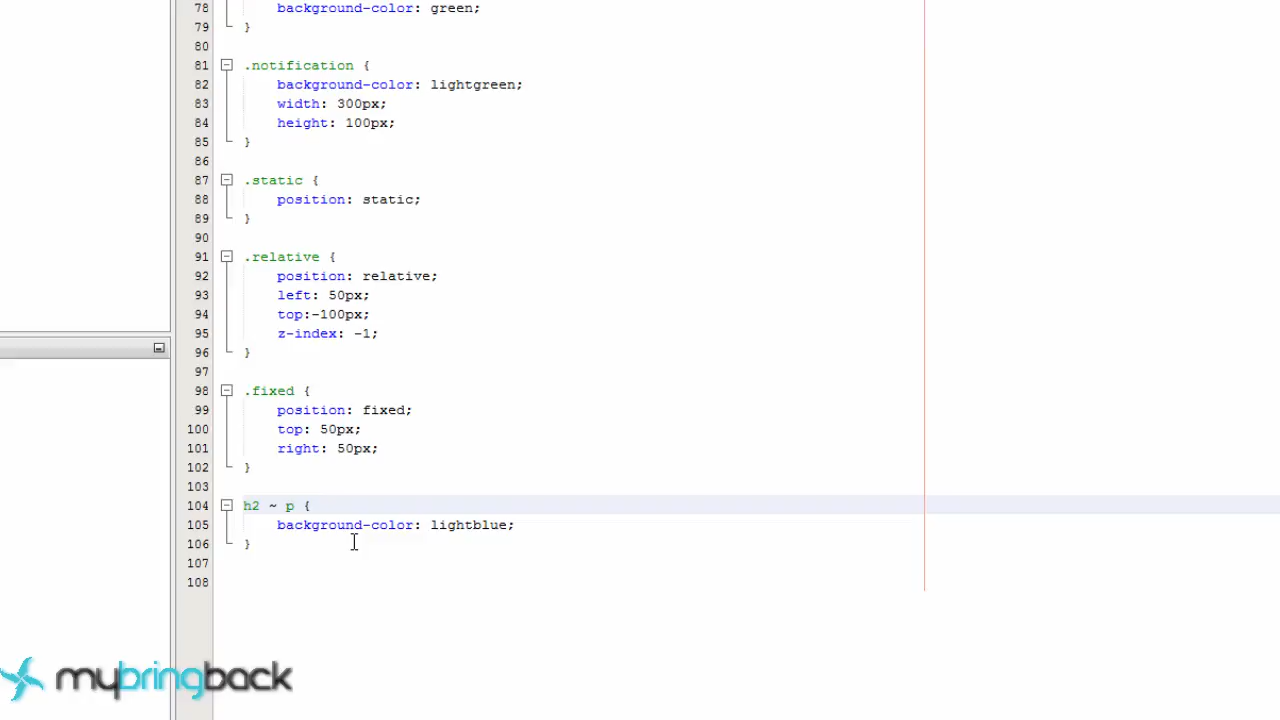 78 background-color: green;
79 }
80
81 .notification {
82 background-color: lightgreen;
83 width: 300px;
84 height: 100px;
85 }
86
87 .static {
88 position: static;
89 }
90
91 .relative {
92 position: relative;
93 left: 50px;
94 top:-100px;
95 z-index: -1;
96 }
97
98 .fixed {
99 position: fixed;
100 top: 50px;
101 right: 50px;
102 }
103
104 h2 ~ p {
105 background-color: lightblue;
106 }
107
108
mybringback